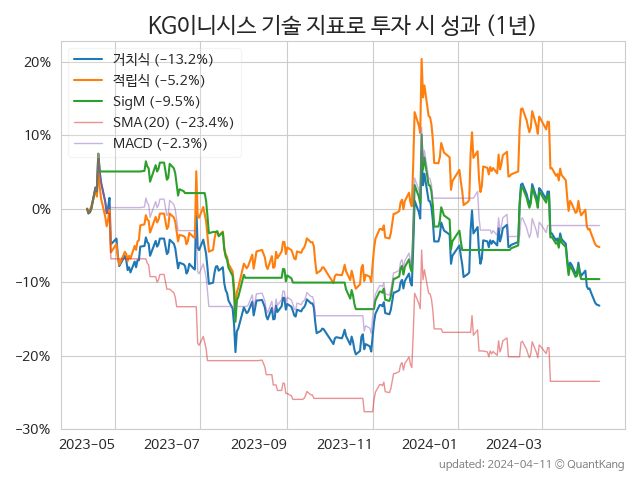 KG이니시스 기술 지표로 투자 시 성과 (1년)
거치식 (−13.2%)
적립식 (−5.2%)
SigM (−9.5%)
SMA(20) (−23.4%)
MACD (−2.3%)
20%
10%
0%
−10%
−20%
−30%
2023-05 2023-07 2023-09 2023-11 2024-01 2024-03
updated: 2024-04-11 © QuantKang